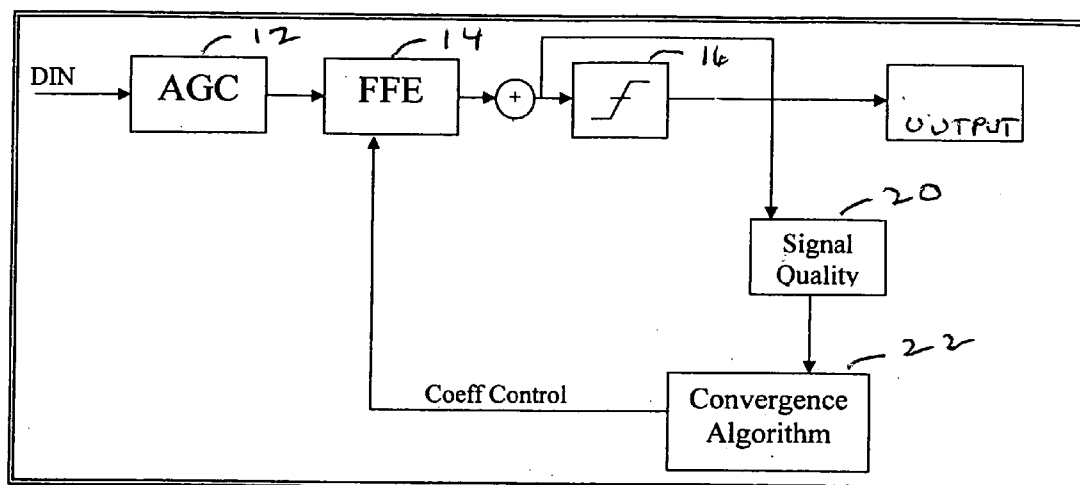 12
14
16
DIN
AGC
FFE
+
OUTPUT
20
Signal
Quality
22
Coeff Control
Convergence
Algorithm